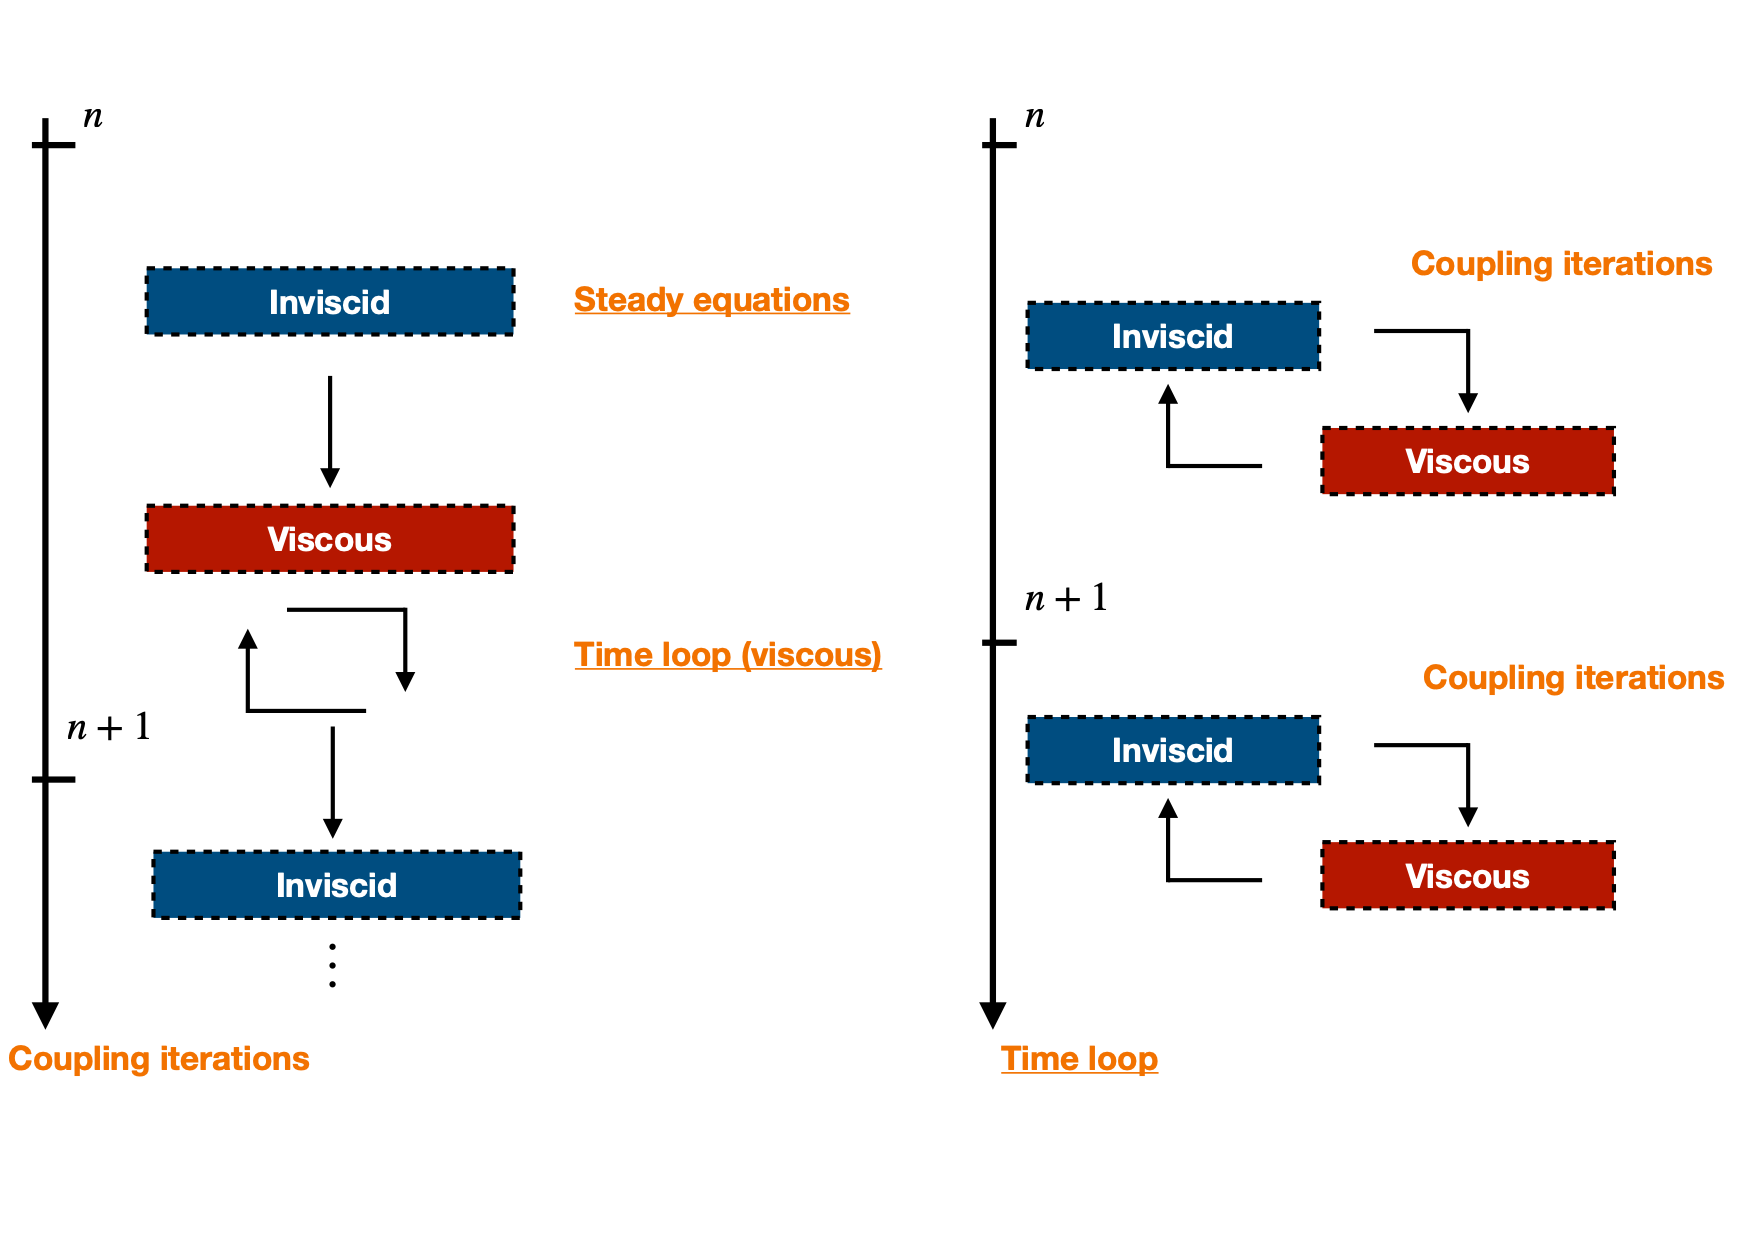 n
Inviscid
Steady equations
Viscous
Time loop (viscous)
n + 1
Inviscid
Coupling iterations
n
Coupling iterations
Inviscid
Viscous
n + 1
Coupling iterations
Inviscid
Viscous
Time loop